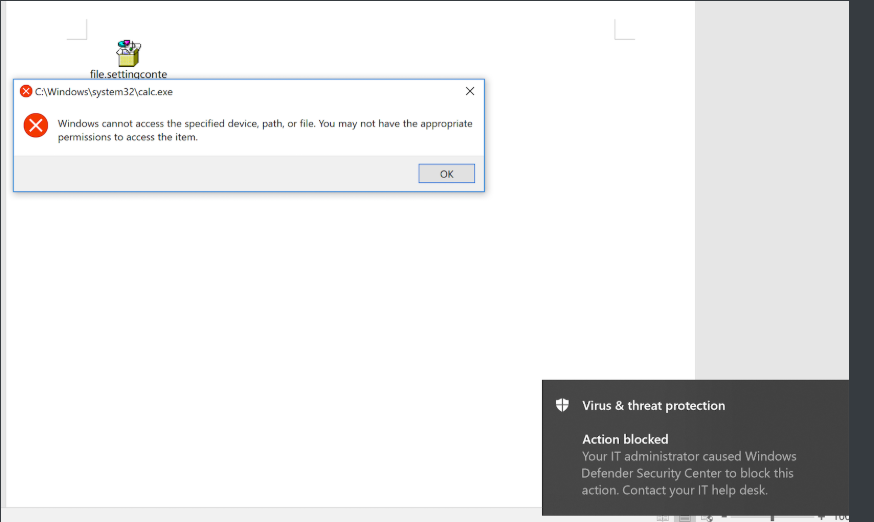 file.settingconte
C:\Windows\system32\calc.exe
Windows cannot access the specified device, path, or file. You may not have the appropriate
permissions to access the item.
OK
Virus & threat protection
Action blocked
Your IT administrator caused Windows
Defender Security Center to block this
action. Contact your IT help desk.